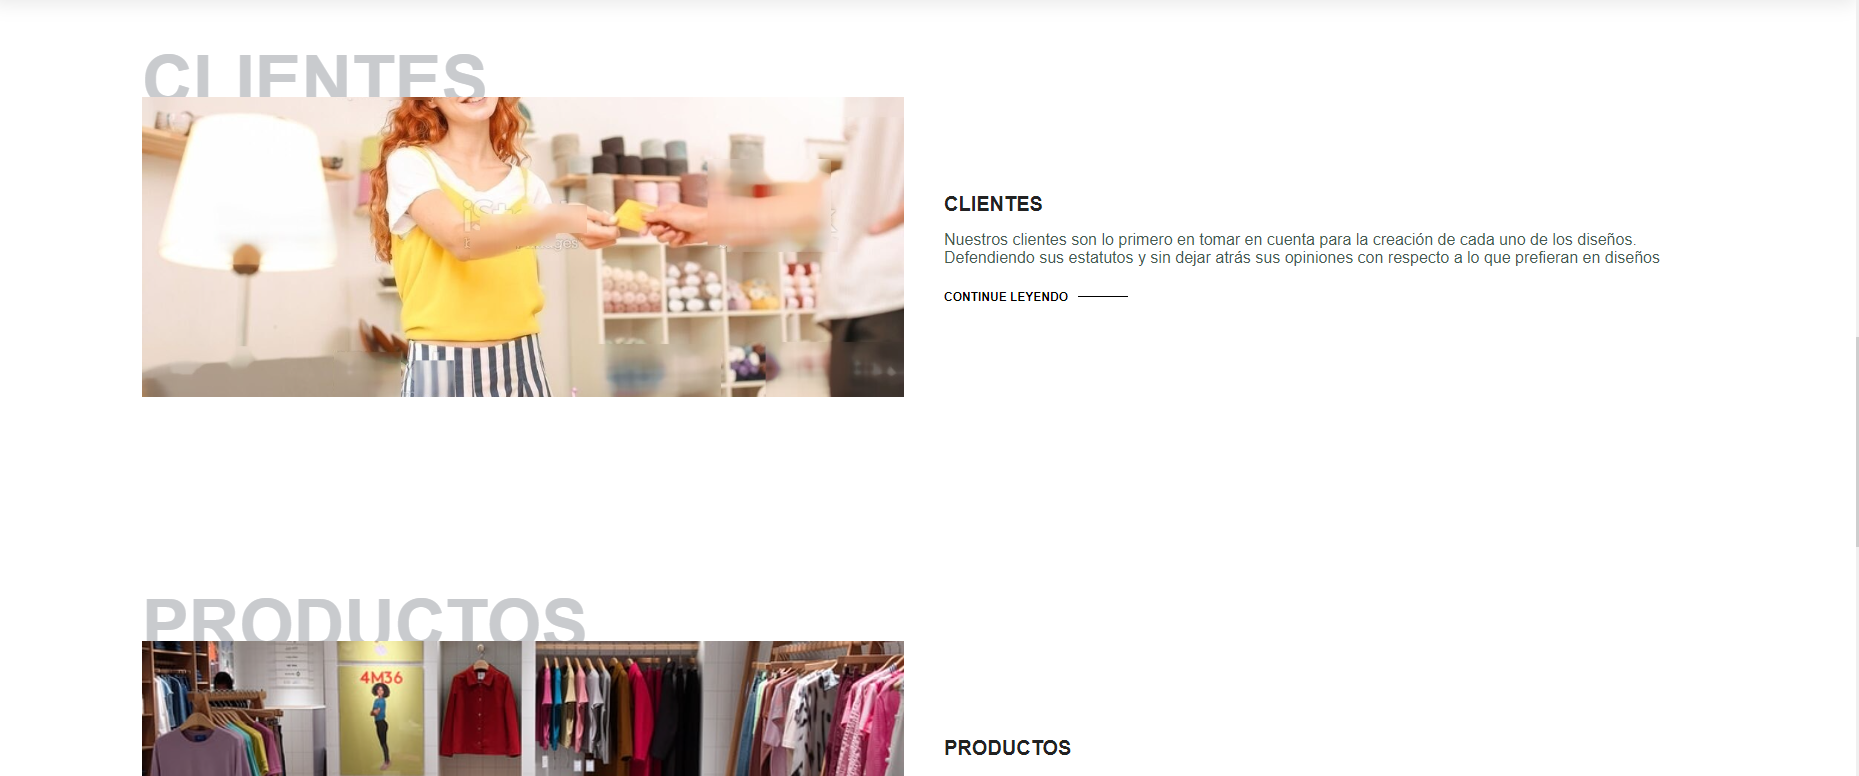 CLIENTES
CLIENTES
Nuestros clientes son lo primero en tomar en cuenta para la creación de cada uno de los diseños.
Defendiendo sus estatutos y sin dejar atrás sus opiniones con respecto a lo que prefieran en diseños
CONTINUE LEYENDO
PRODUCTOS
4M36
PRODUCTOS